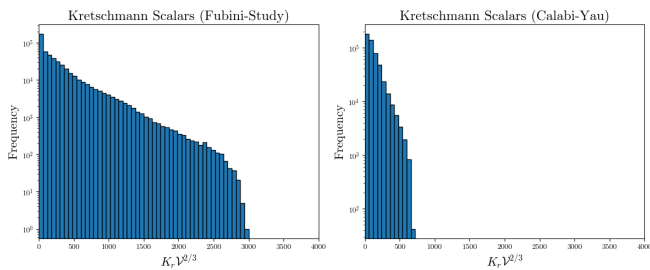 Kretschmann Scalars (Fubini-Study)
Frequency
10^5
10^4
10^3
10^2
10^1
10^0
0 500 1000 1500 2000 2500 3000 3500 4000
K_r 𝒱^{2/3}
Kretschmann Scalars (Calabi-Yau)
Frequency
10^5
10^4
10^3
10^2
0 500 1000 1500 2000 2500 3000 3500 4000
K_r 𝒱^{2/3}